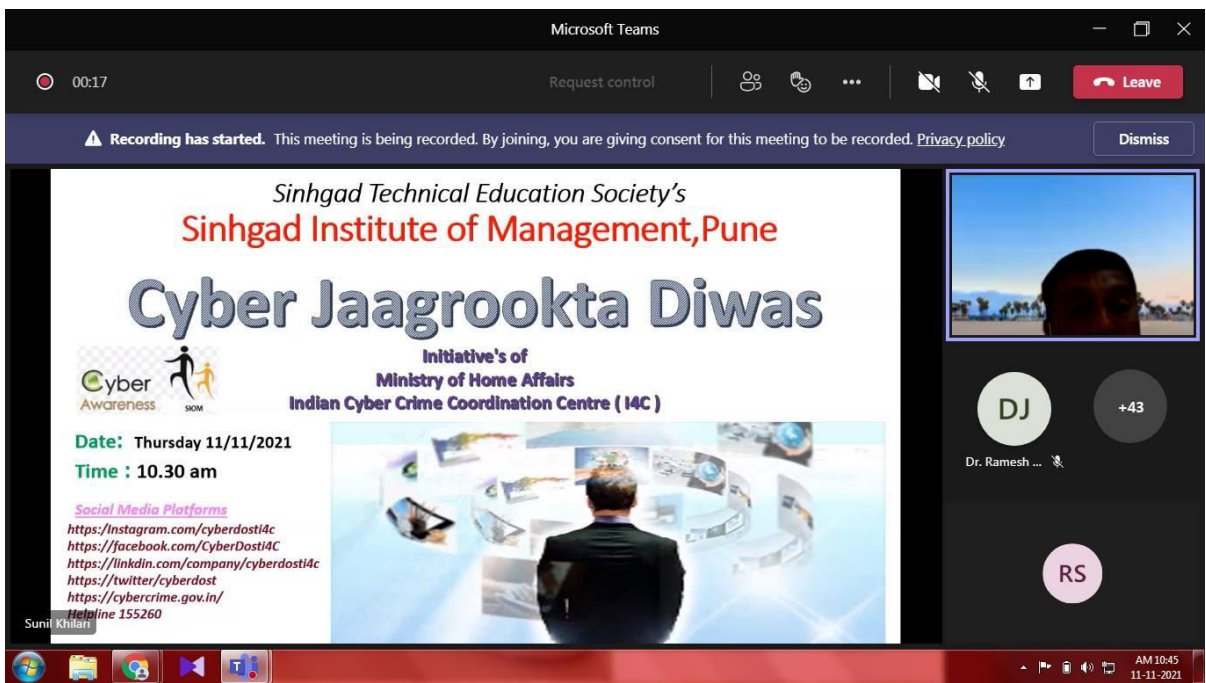 Microsoft Teams
00:17
Request control
Leave
Recording has started. This meeting is being recorded. By joining, you are giving consent for this meeting to be recorded. Privacy policy
Dismiss
Sinhgad Technical Education Society's
Sinhgad Institute of Management,Pune
Cyber Jaagrookta Diwas
Initiative's of
Ministry of Home Affairs
Indian Cyber Crime Coordination Centre ( I4C )
Cyber
Awareness
SIOM
Date: Thursday 11/11/2021
Time : 10.30 am
Social Media Platforms
https:/Instagram.com/cyberdosti4c
https://facebook.com/CyberDosti4C
https://linkdin.com/company/cyberdosti4c
https://twitter/cyberdost
https://cybercrime.gov.in/
Helpline 155260
Sunil Khilari
DJ
+43
Dr. Ramesh ...
RS
AM 10:45
11-11-2021